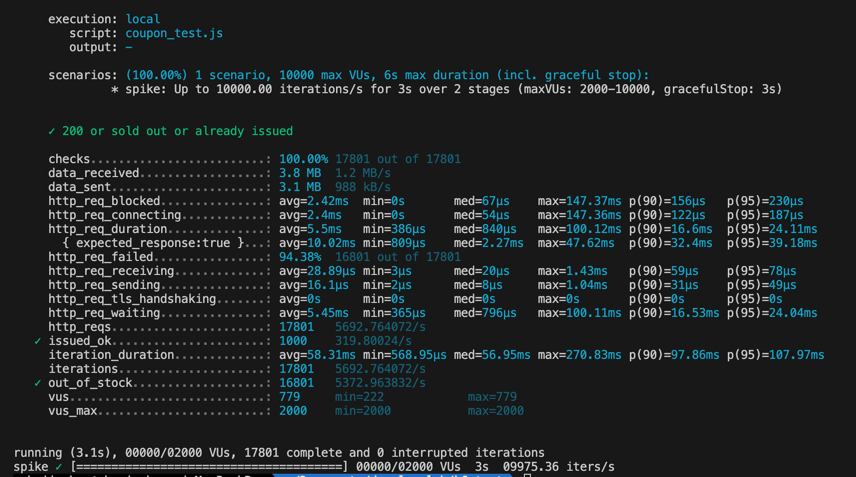 execution: local
script: coupon_test.js
output: -
scenarios: (100.00%) 1 scenario, 10000 max VUs, 6s max duration (incl. graceful stop):
* spike: Up to 10000.00 iterations/s for 3s over 2 stages (maxVUs: 2000-10000, gracefulStop: 3s)
✓ 200 or sold out or already issued
checks.........................: 100.00% 17801 out of 17801
data_received..................: 3.8 MB 1.2 MB/s
data_sent......................: 3.1 MB 988 kB/s
http_req_blocked...............: avg=2.42ms min=0s med=67µs max=147.37ms p(90)=156µs p(95)=230µs
http_req_connecting............: avg=2.4ms min=0s med=54µs max=147.36ms p(90)=122µs p(95)=187µs
http_req_duration..............: avg=5.5ms min=386µs med=840µs max=100.12ms p(90)=16.6ms p(95)=24.11ms
{ expected_response:true }...: avg=10.02ms min=809µs med=2.27ms max=47.62ms p(90)=32.4ms p(95)=39.18ms
http_req_failed................: 94.38% 16801 out of 17801
http_req_receiving.............: avg=28.89µs min=3µs med=20µs max=1.43ms p(90)=59µs p(95)=78µs
http_req_sending...............: avg=16.1µs min=2µs med=8µs max=1.04ms p(90)=31µs p(95)=49µs
http_req_tls_handshaking.......: avg=0s min=0s med=0s max=0s p(90)=0s p(95)=0s
http_req_waiting...............: avg=5.45ms min=365µs med=796µs max=100.11ms p(90)=16.53ms p(95)=24.04ms
http_reqs......................: 17801 5692.764072/s
✓ issued_ok......................: 1000 319.80024/s
iteration_duration.............: avg=58.31ms min=568.95µs med=56.95ms max=270.83ms p(90)=97.86ms p(95)=107.97ms
iterations.....................: 17801 5692.764072/s
✓ out_of_stock...................: 16801 5372.963832/s
vus............................: 779 min=222 max=779
vus_max........................: 2000 min=2000 max=2000
running (3.1s), 00000/02000 VUs, 17801 complete and 0 interrupted iterations
spike ✓ [======================================] 00000/02000 VUs 3s 09975.36 iters/s